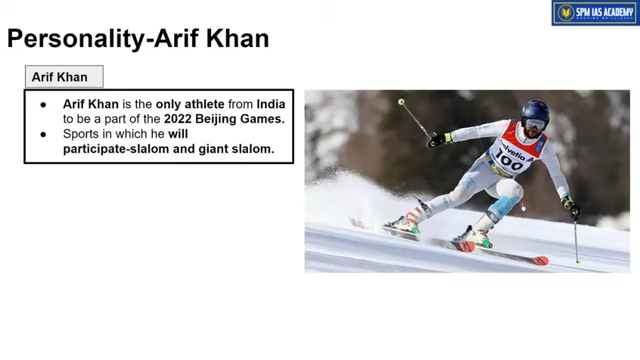 SPM IAS ACADEMY
Personality-Arif Khan
Arif Khan
● Arif Khan is the only athlete from India
to be a part of the 2022 Beijing Games.
● Sports in which he will
participate-slalom and giant slalom.
helvetia
100